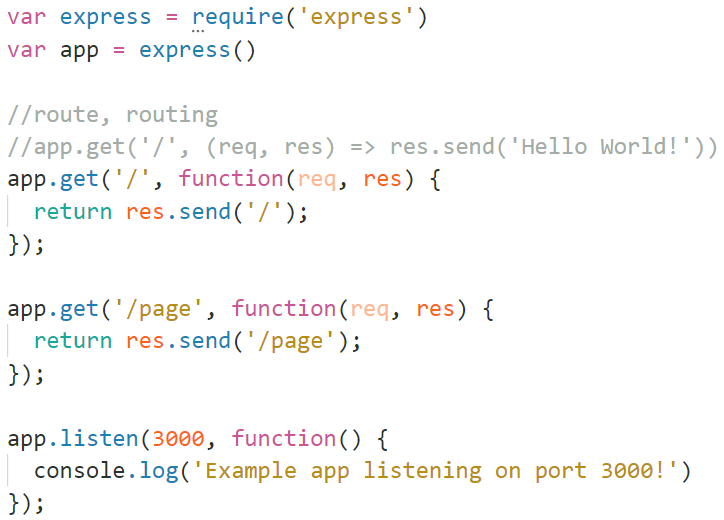 var express = require('express')
var app = express()

//route, routing
//app.get('/', (req, res) => res.send('Hello World!'))
app.get('/', function(req, res) {
  return res.send('/');
});

app.get('/page', function(req, res) {
  return res.send('/page');
});

app.listen(3000, function() {
  console.log('Example app listening on port 3000!')
});